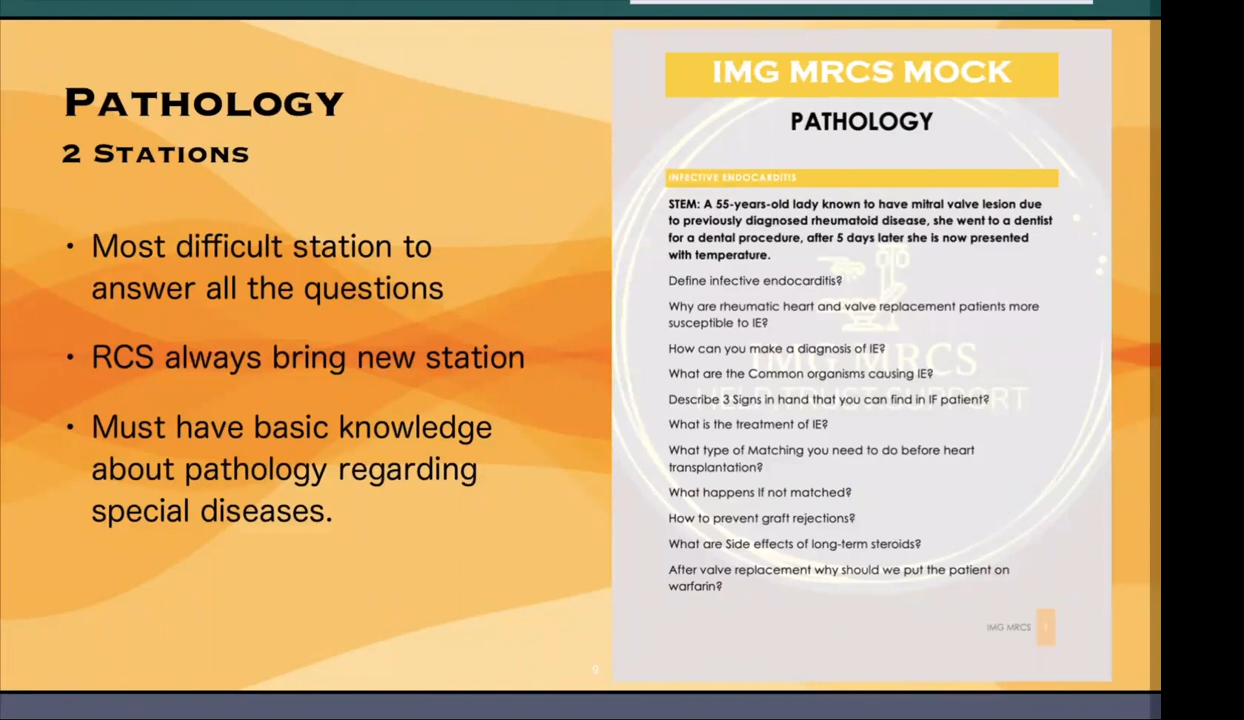 PATHOLOGY
2 STATIONS
• Most difficult station to
answer all the questions
• RCS always bring new station
• Must have basic knowledge
about pathology regarding
special diseases.
9
IMG MRCS MOCK
PATHOLOGY
INFECTIVE ENDOCARDITIS
STEM: A 55-years-old lady known to have mitral valve lesion due
to previously diagnosed rheumatoid disease, she went to a dentist
for a dental procedure, after 5 days later she is now presented
with temperature.
Define infective endocarditis?
Why are rheumatic heart and valve replacement patients more
susceptible to IE?
How can you make a diagnosis of IE?
What are the Common organisms causing IE?
Describe 3 Signs in hand that you can find in IF patient?
What is the treatment of IE?
What type of Matching you need to do before heart
transplantation?
What happens If not matched?
How to prevent graft rejections?
What are Side effects of long-term steroids?
After valve replacement why should we put the patient on
warfarin?
IMG MRCS
HELP.TRUST.SUPPORT
IMG MRCS
1